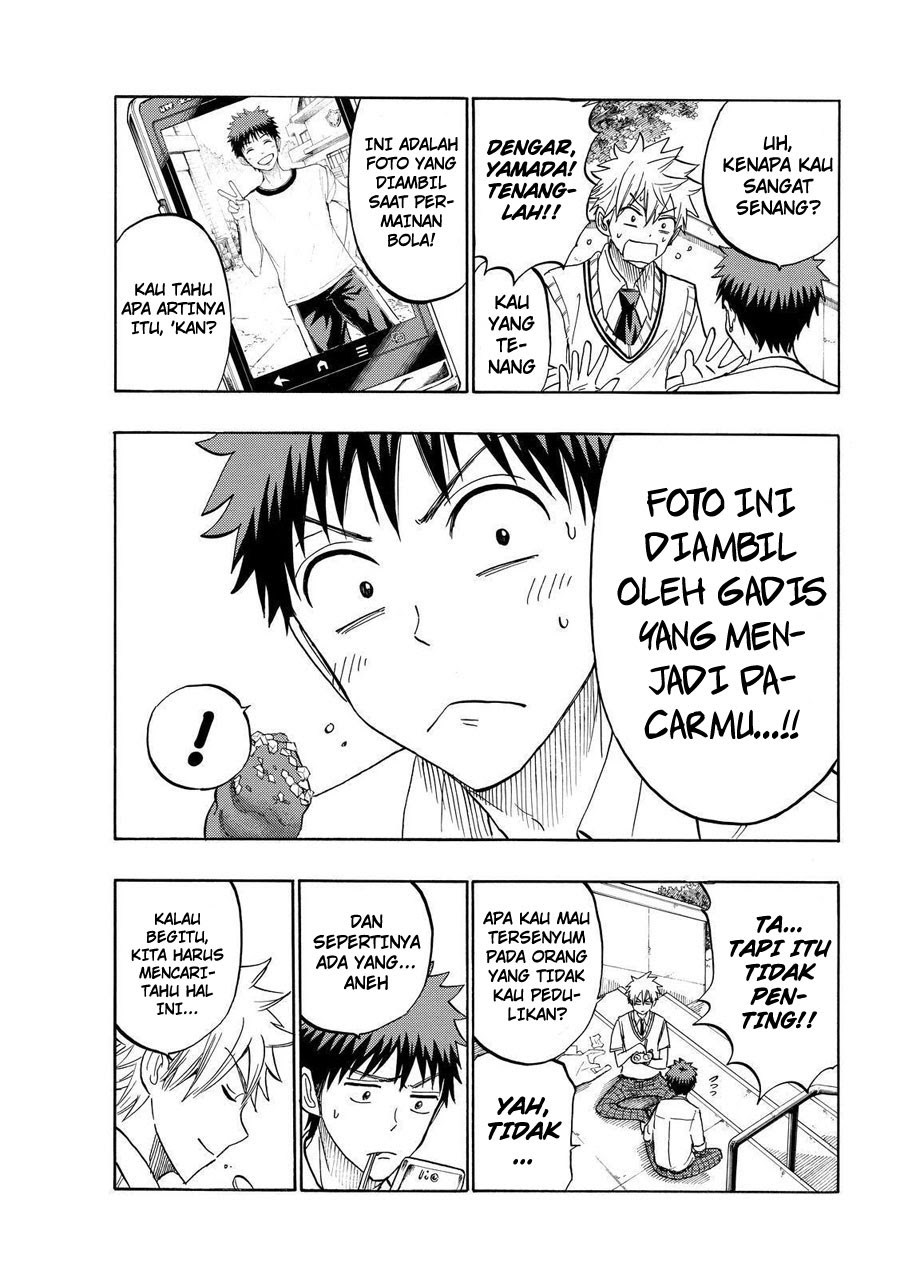 UH,
KENAPA KAU
SANGAT
SENANG?
DENGAR,
YAMADA!
TENANG-
LAH!!
KAU
YANG
TE-
NANG
INI ADALAH
FOTO YANG
DIAMBIL
SAAT PER-
MAINAN
BOLA!
KAU TAHU
APA ARTINYA
ITU, 'KAN?
FOTO INI
DIAMBIL
OLEH GADIS
YANG MEN-
JADI PA-
CARMU...!!
!
TA...
TAPI ITU
TIDAK
PEN-
TING!!
APA KAU MAU
TERSENYUM
PADA ORANG
YANG TIDAK
KAU PEDU-
LIKAN?
YAH,
TIDAK
...
DAN
SEPERTINYA
ADA YANG...
ANEH
KALAU
BEGITU,
KITA HARUS
MENCARI-
TAHU HAL
INI...